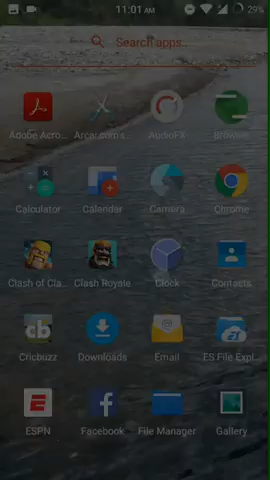 11:01 AM 29%
Search apps..
Adobe Acro.. AudioFX Browser
Calculator Calendar Camera Chrome
Clash of Cla.. Clash Royale Clock Contacts
cb
Cricbuzz Downloads Email ES File Expl..
ESPN Facebook File Manager Gallery